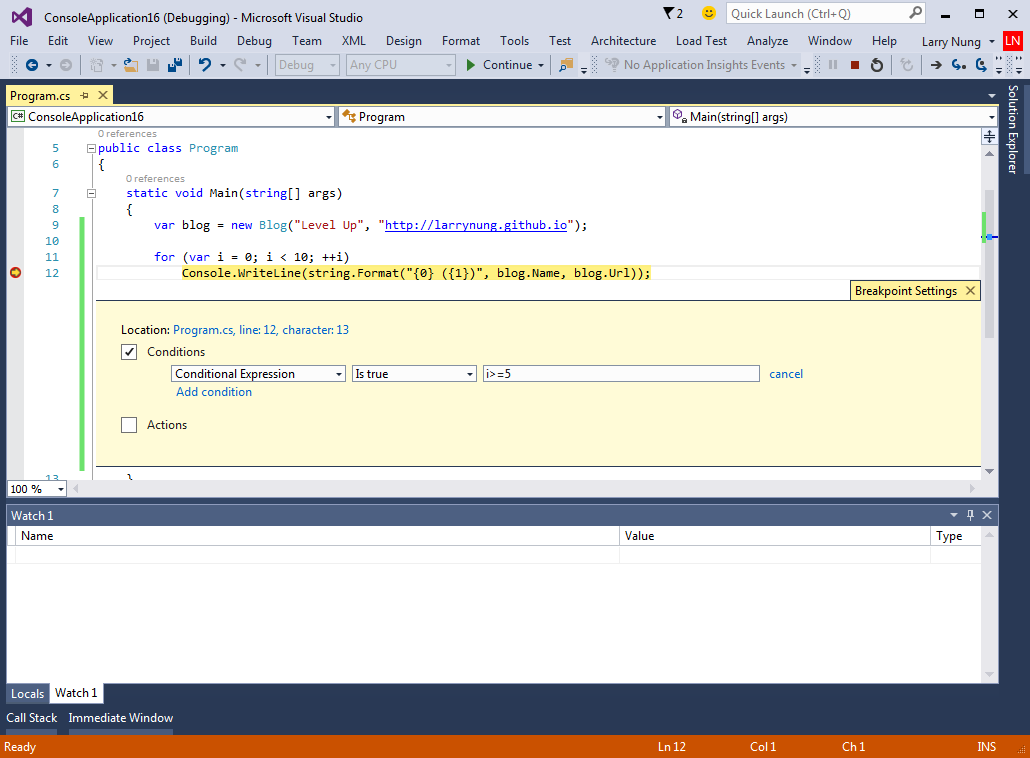 ConsoleApplication16 (Debugging) - Microsoft Visual Studio
2
Quick Launch (Ctrl+Q)
File Edit View Project Build Debug Team XML Design Format Tools Test Architecture Load Test Analyze Window Help Larry Nung LN
Debug Any CPU Continue No Application Insights Events
Program.cs
Solution Explorer
C# ConsoleApplication16 Program Main(string[] args)
0 references
5 public class Program
6 {
0 references
7 static void Main(string[] args)
8 {
9 var blog = new Blog("Level Up", "http://larrynung.github.io");
10
11 for (var i = 0; i < 10; ++i)
12 Console.WriteLine(string.Format("{0} ({1})", blog.Name, blog.Url));
Breakpoint Settings
Location: Program.cs, line: 12, character: 13
Conditions
Conditional Expression Is true i>=5 cancel
Add condition
Actions
13 }
100 %
Watch 1
Name Value Type
Locals Watch 1
Call Stack Immediate Window
Ready Ln 12 Col 1 Ch 1 INS